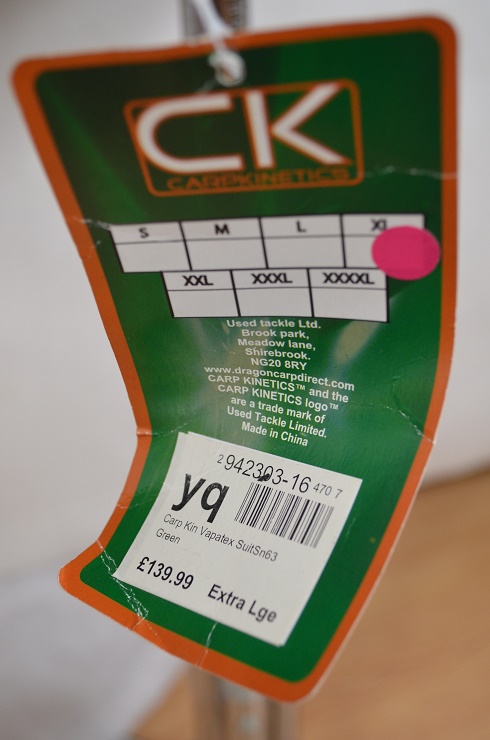 CK
CARPKINETICS
S M L XL
XXL XXXL XXXXL
Used tackle Ltd.
Brook park,
Meadow lane,
Shirebrook.
NG20 8RY
www.dragoncarpdirect.com
CARP KINETICS™ and the
CARP KINETICS logo™
are a trade mark of
Used Tackle Limited.
Made in China
2 942303-16 470 7
yq
Carp Kin Vapatex SuitSn63
Green
£139.99 Extra Lge